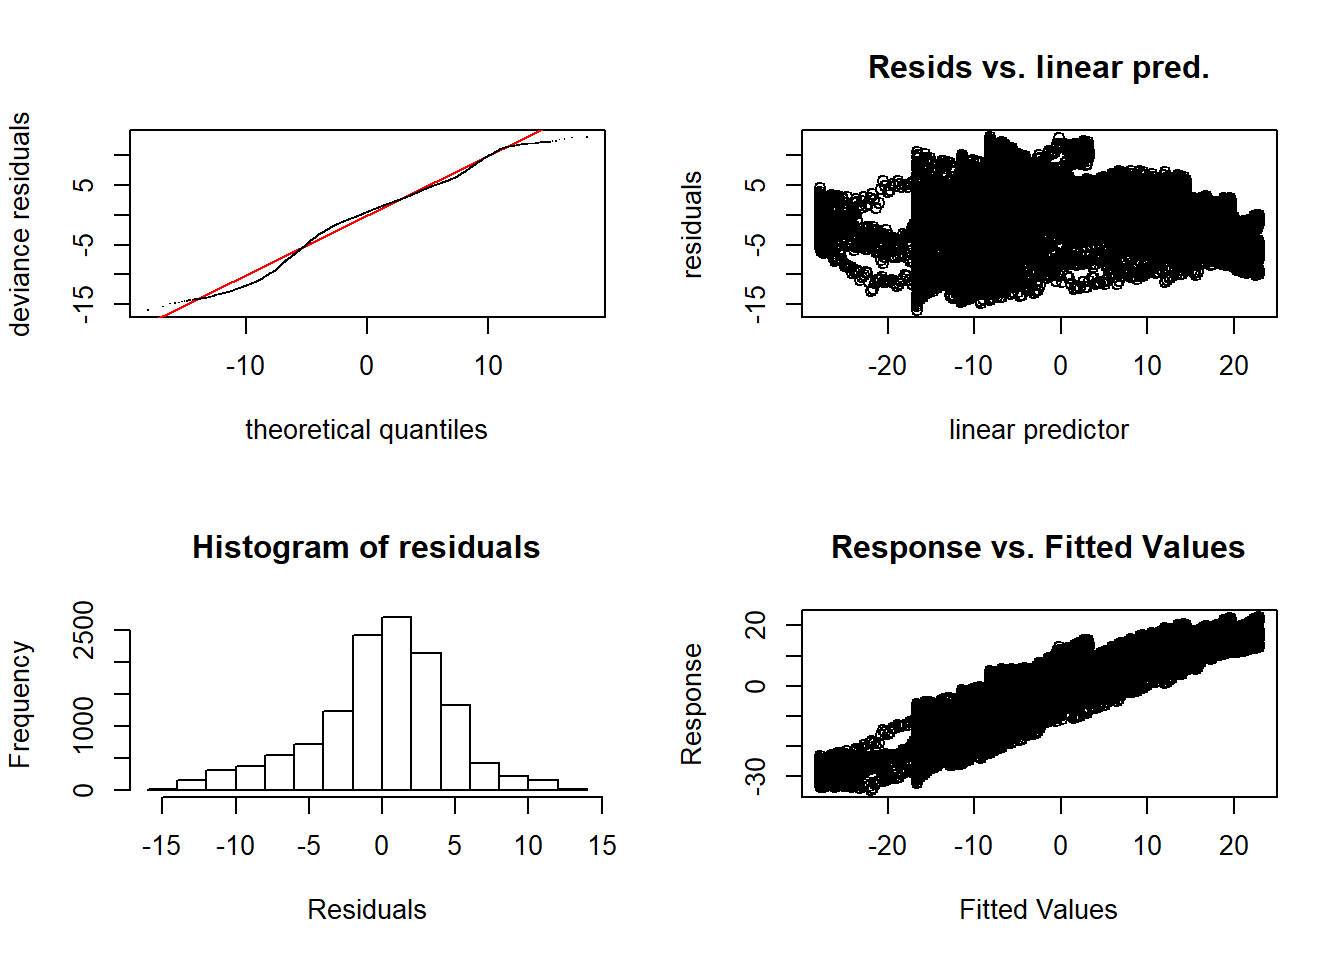 deviance residuals
5
-5
-15
-10
0
10
theoretical quantiles
Resids vs. linear pred.
residuals
5
-5
-15
-20
-10
0
10
20
linear predictor
Histogram of residuals
Frequency
2500
1000
0
-15
-10
-5
0
5
10
15
Residuals
Response vs. Fitted Values
Response
20
0
-30
-20
-10
0
10
20
Fitted Values